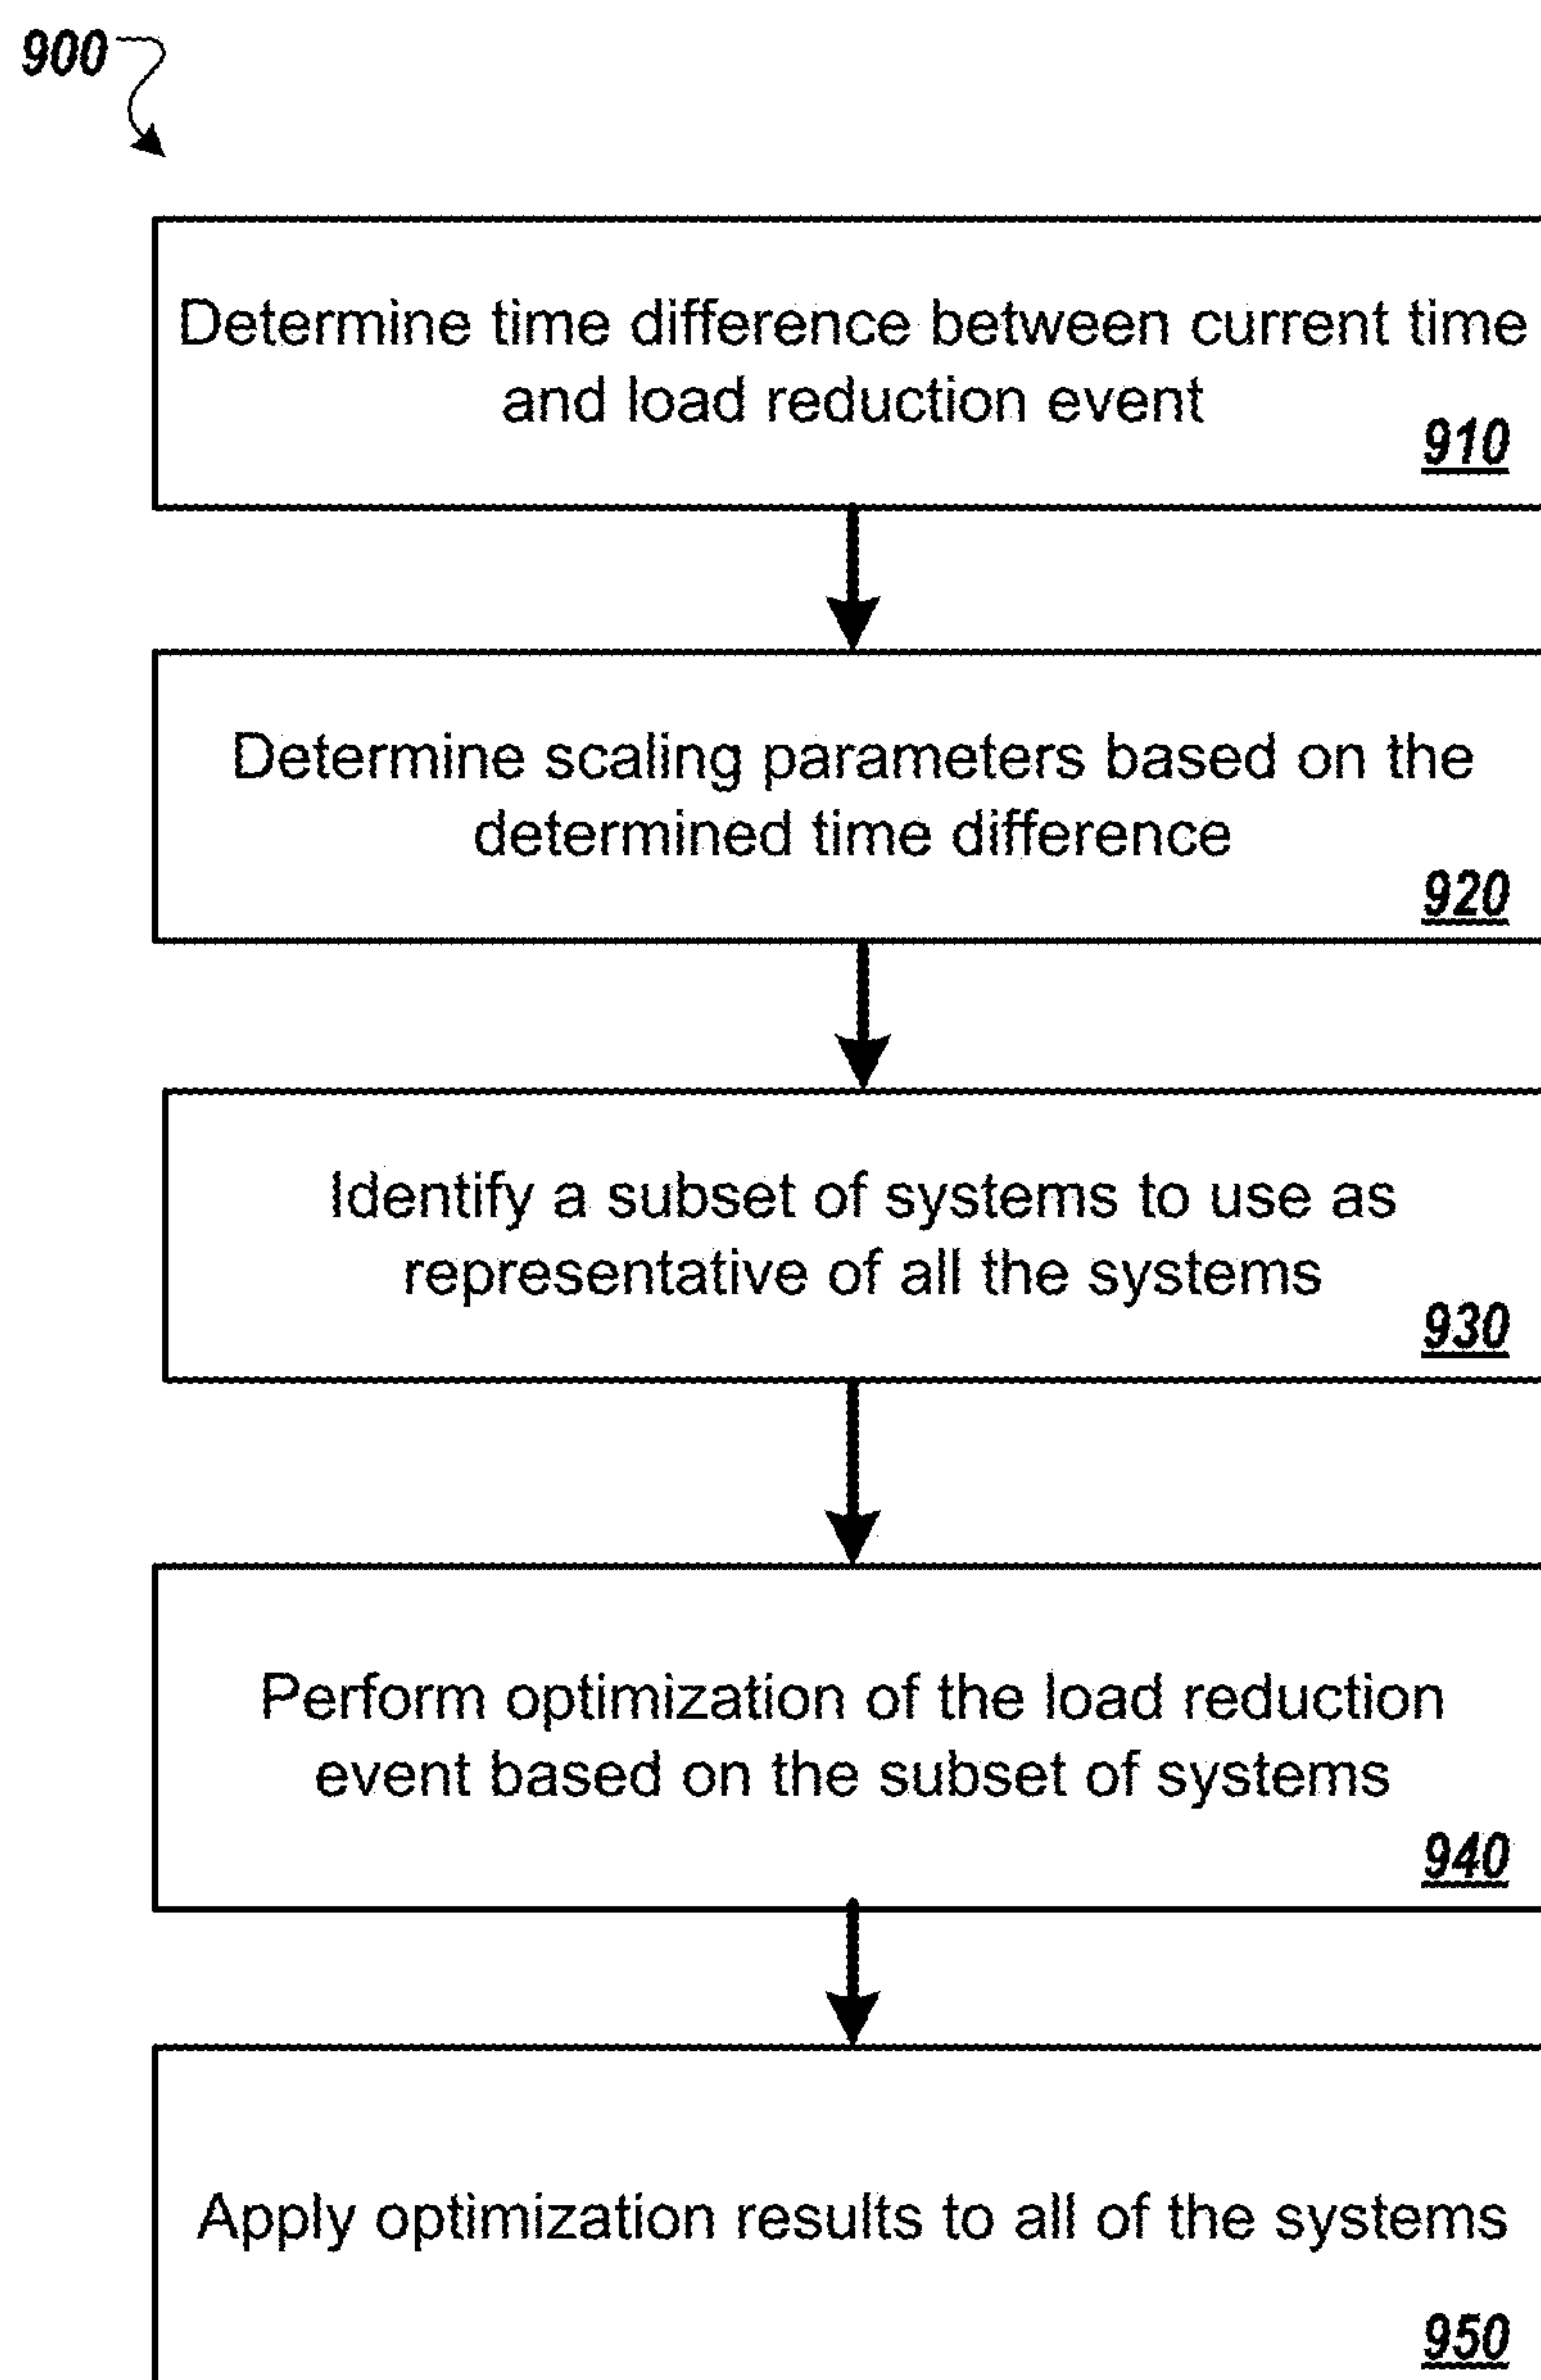 900
Determine time difference between current time
and load reduction event
910
Determine scaling parameters based on the
determined time difference
920
Identify a subset of systems to use as
representative of all the systems
930
Perform optimization of the load reduction
event based on the subset of systems
940
Apply optimization results to all of the systems
950